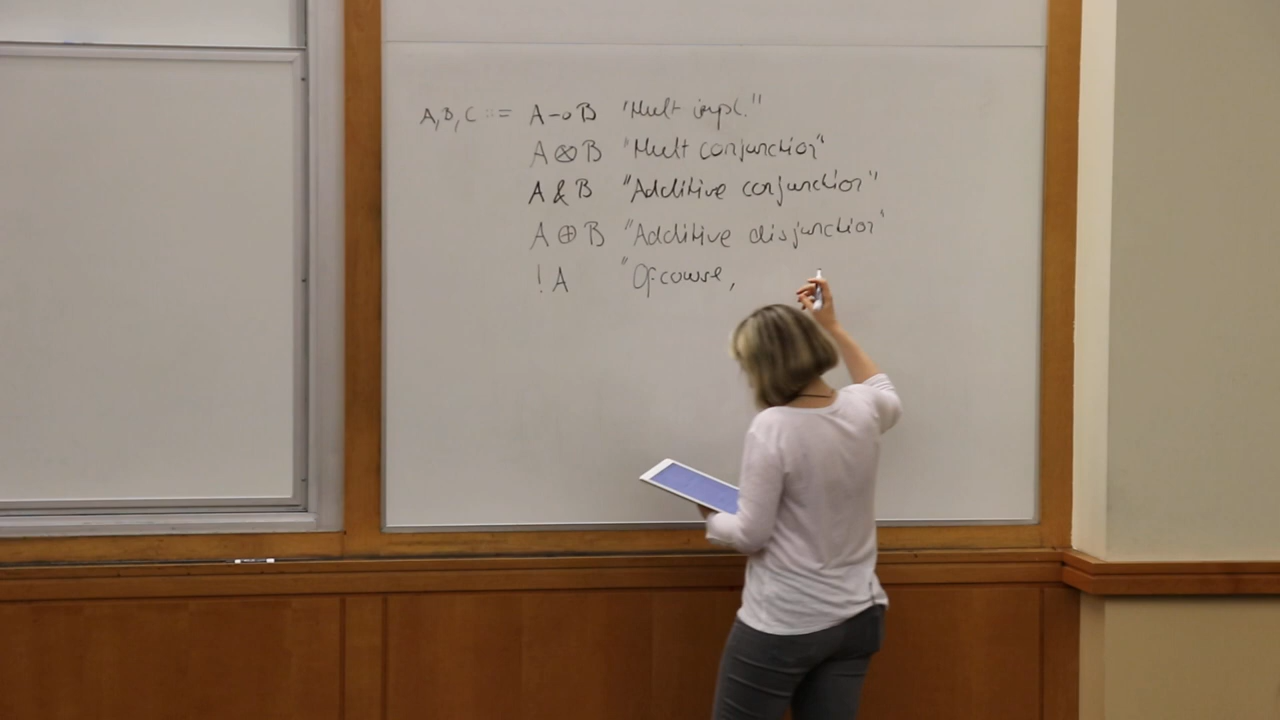 A,B,C ::= A⊸B "Mult impl."
A⊗B "Mult conjunction"
A & B "Additive conjunction"
A⊕B "Additive disjunction"
!A "Of course,